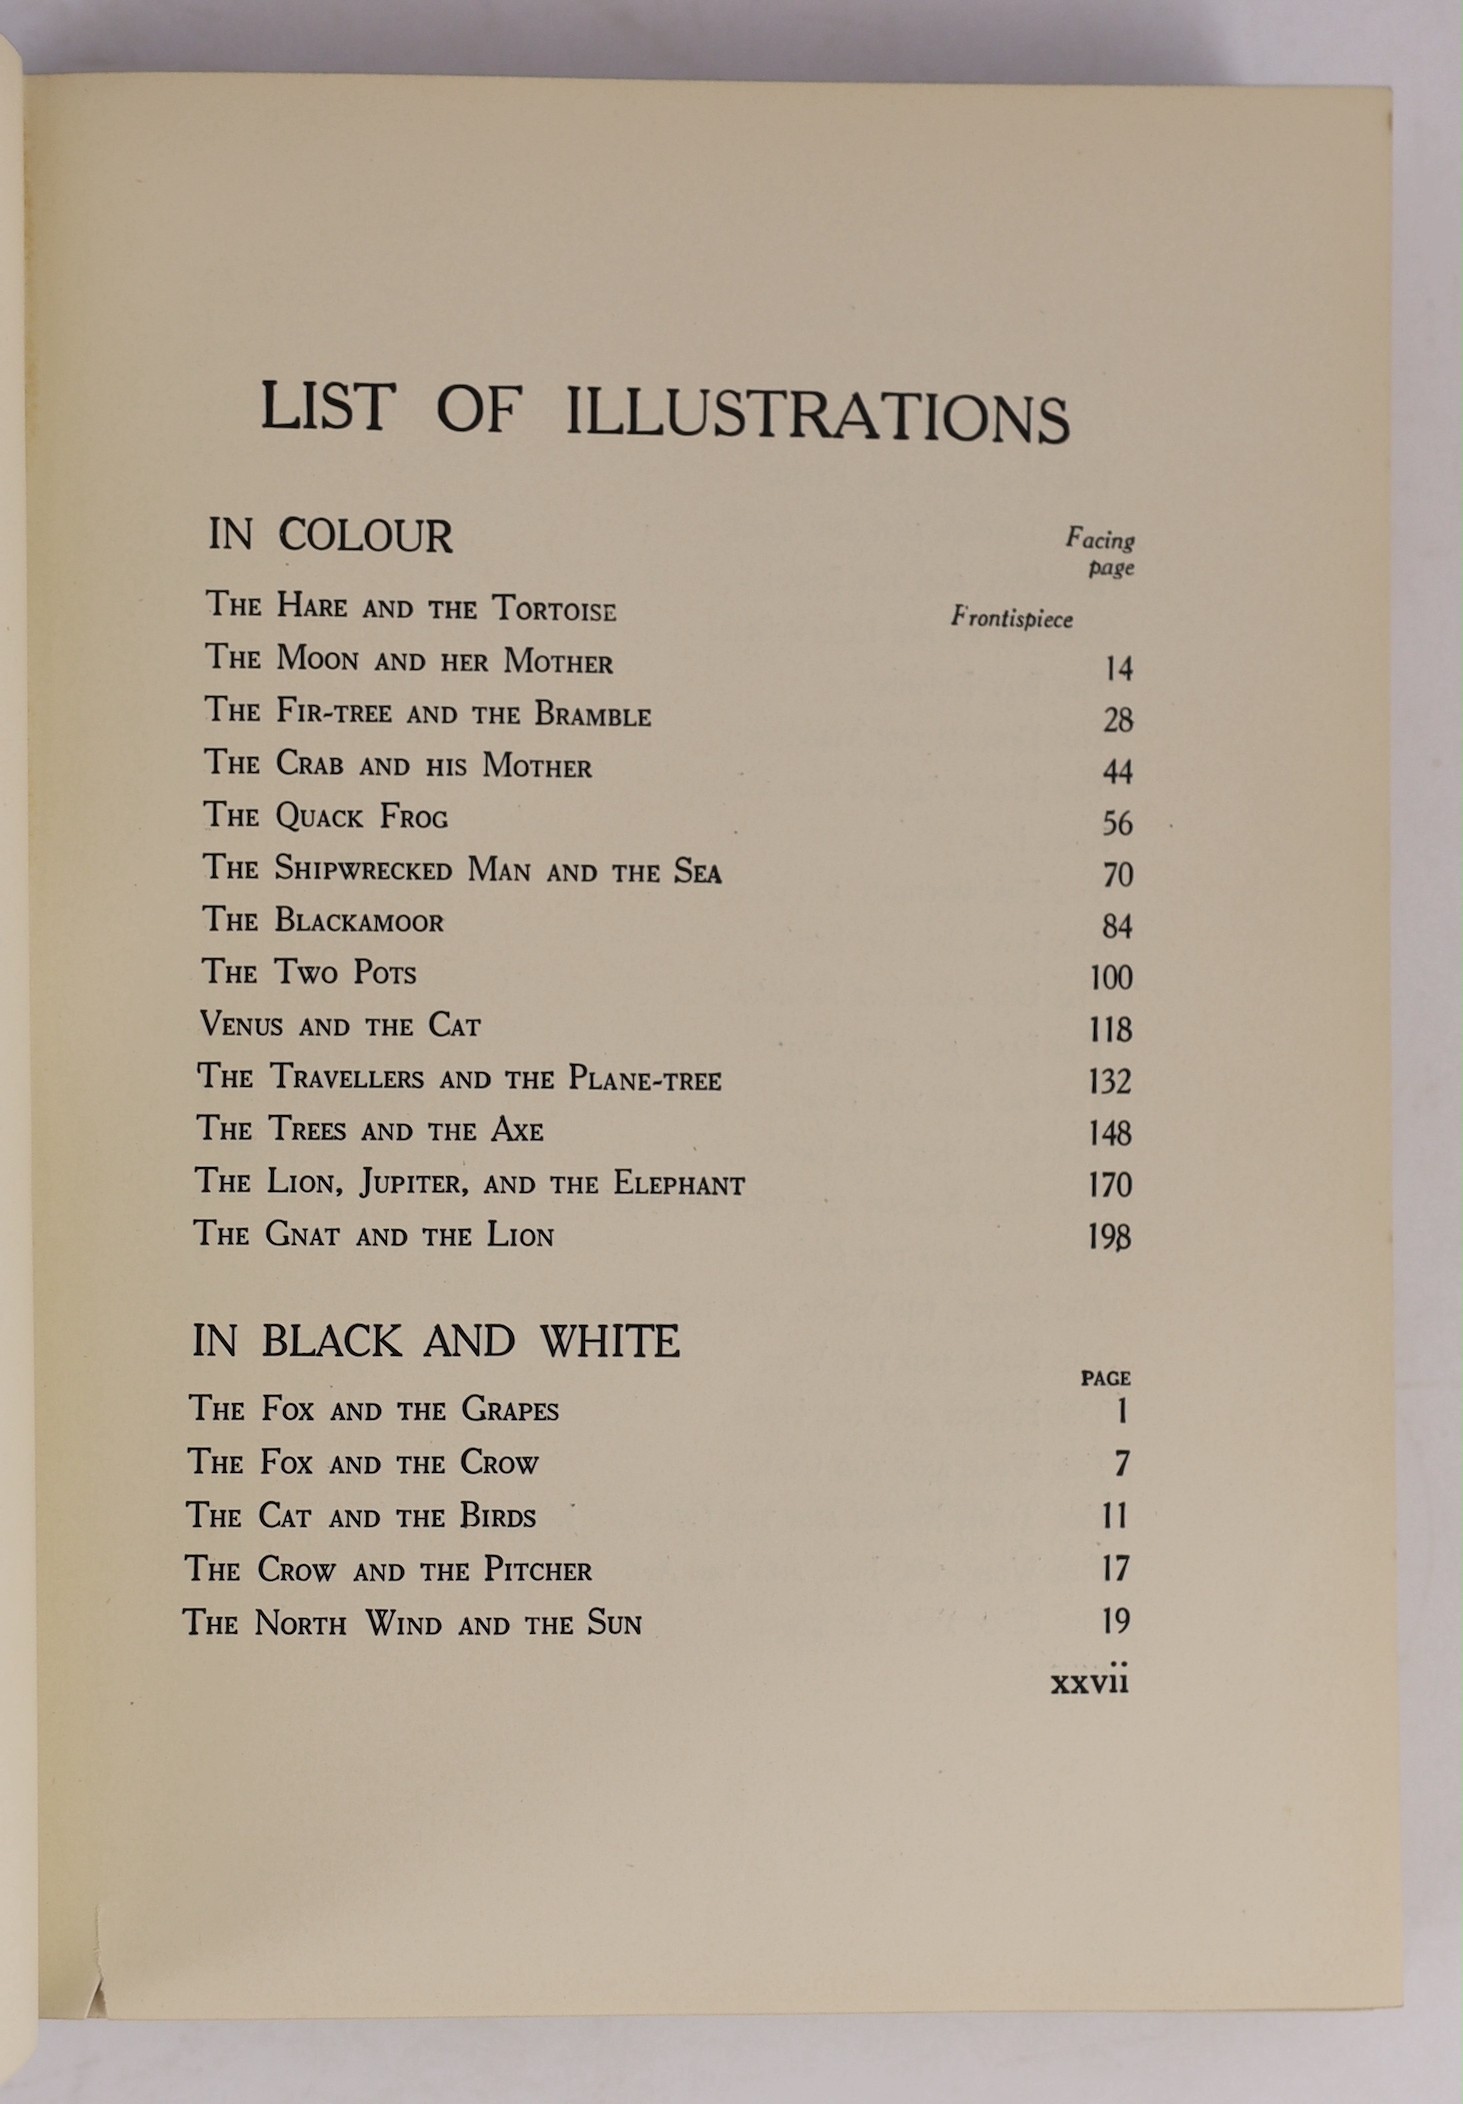 LIST OF ILLUSTRATIONS
IN COLOUR
Facing
page
THE HARE AND THE TORTOISE Frontispiece
THE MOON AND HER MOTHER 14
THE FIR-TREE AND THE BRAMBLE 28
THE CRAB AND HIS MOTHER 44
THE QUACK FROG 56
THE SHIPWRECKED MAN AND THE SEA 70
THE BLACKAMOOR 84
THE TWO POTS 100
VENUS AND THE CAT 118
THE TRAVELLERS AND THE PLANE-TREE 132
THE TREES AND THE AXE 148
THE LION, JUPITER, AND THE ELEPHANT 170
THE GNAT AND THE LION 198
IN BLACK AND WHITE
PAGE
THE FOX AND THE GRAPES 1
THE FOX AND THE CROW 7
THE CAT AND THE BIRDS 11
THE CROW AND THE PITCHER 17
THE NORTH WIND AND THE SUN 19
xxvii